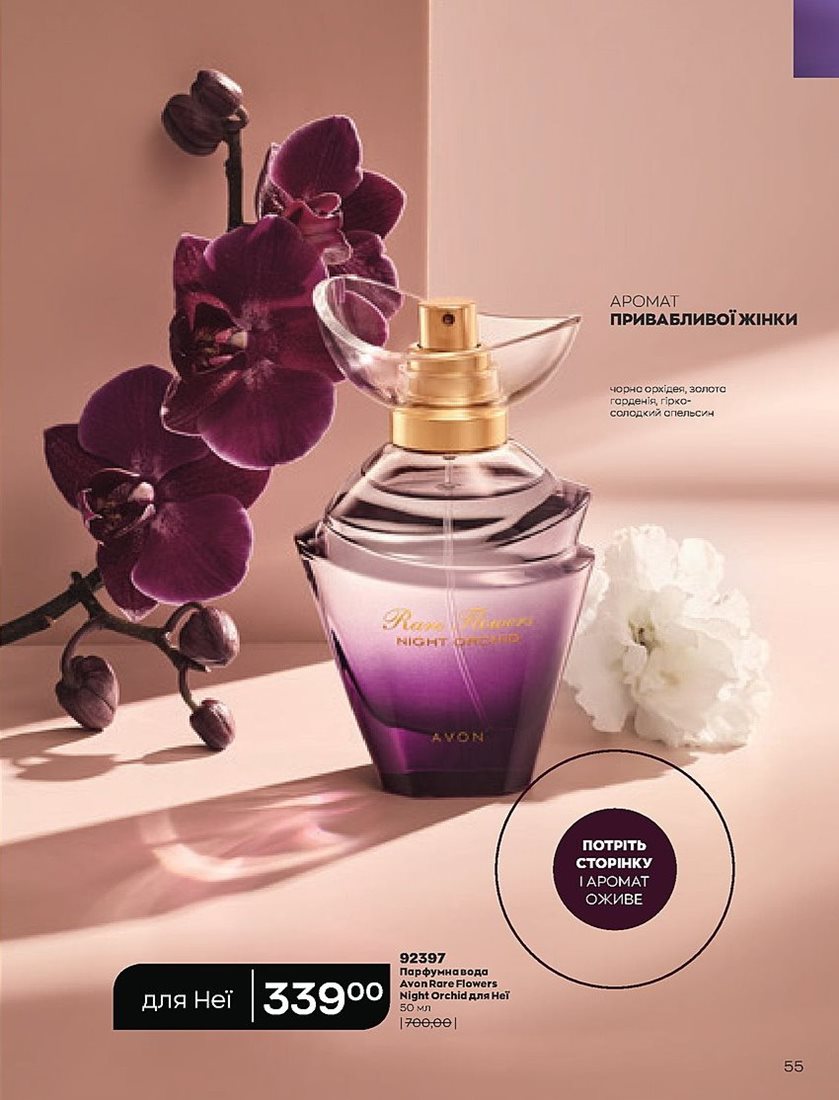 АРОМАТ
ПРИВАБЛИВОЇ ЖІНКИ
чорна орхідея, золота
гарденія, гірко-
солодкий апельсин
Rare Flowers
NIGHT ORCHID
AVON
ПОТРІТЬ
СТОРІНКУ
І АРОМАТ
ОЖИВЕ
для Неї 33900
92397
Парфумна вода
Avon Rare Flowers
Night Orchid для Неї
50 мл
|700,00|
55